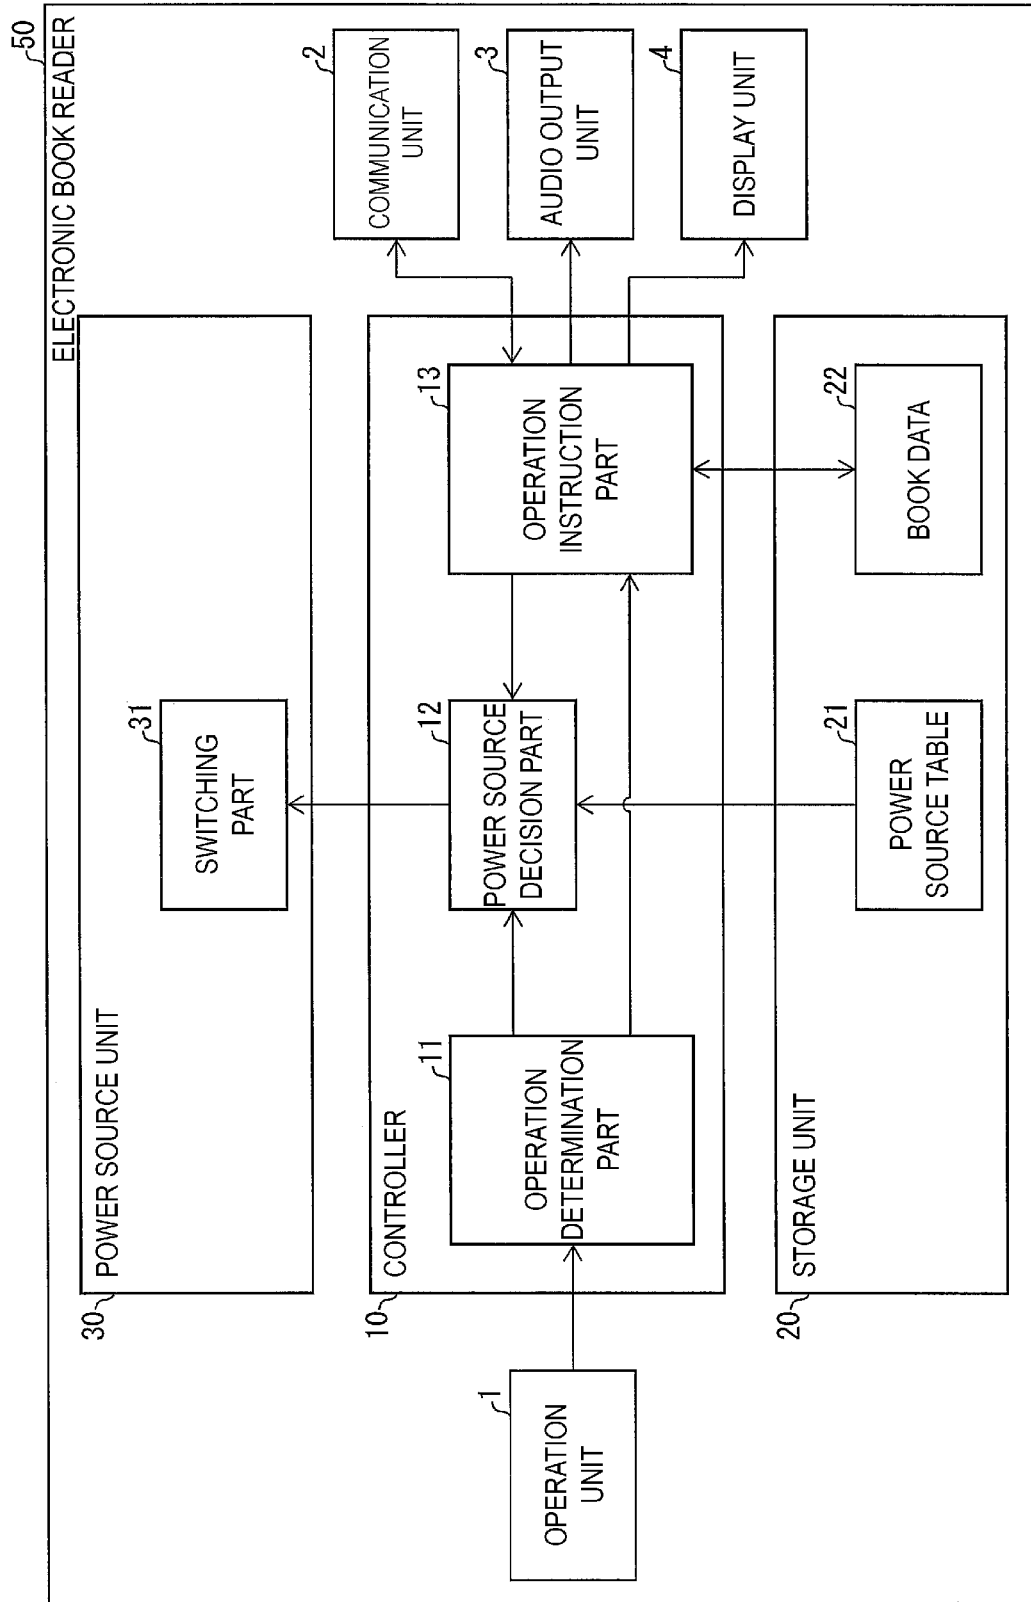 50
ELECTRONIC BOOK READER
30
POWER SOURCE UNIT
31
SWITCHING
PART
2
COMMUNICATION
UNIT
3
AUDIO OUTPUT
UNIT
4
DISPLAY UNIT
10
CONTROLLER
11
OPERATION
DETERMINATION
PART
12
POWER SOURCE
DECISION PART
13
OPERATION
INSTRUCTION
PART
1
OPERATION
UNIT
20
STORAGE UNIT
21
POWER
SOURCE TABLE
22
BOOK DATA